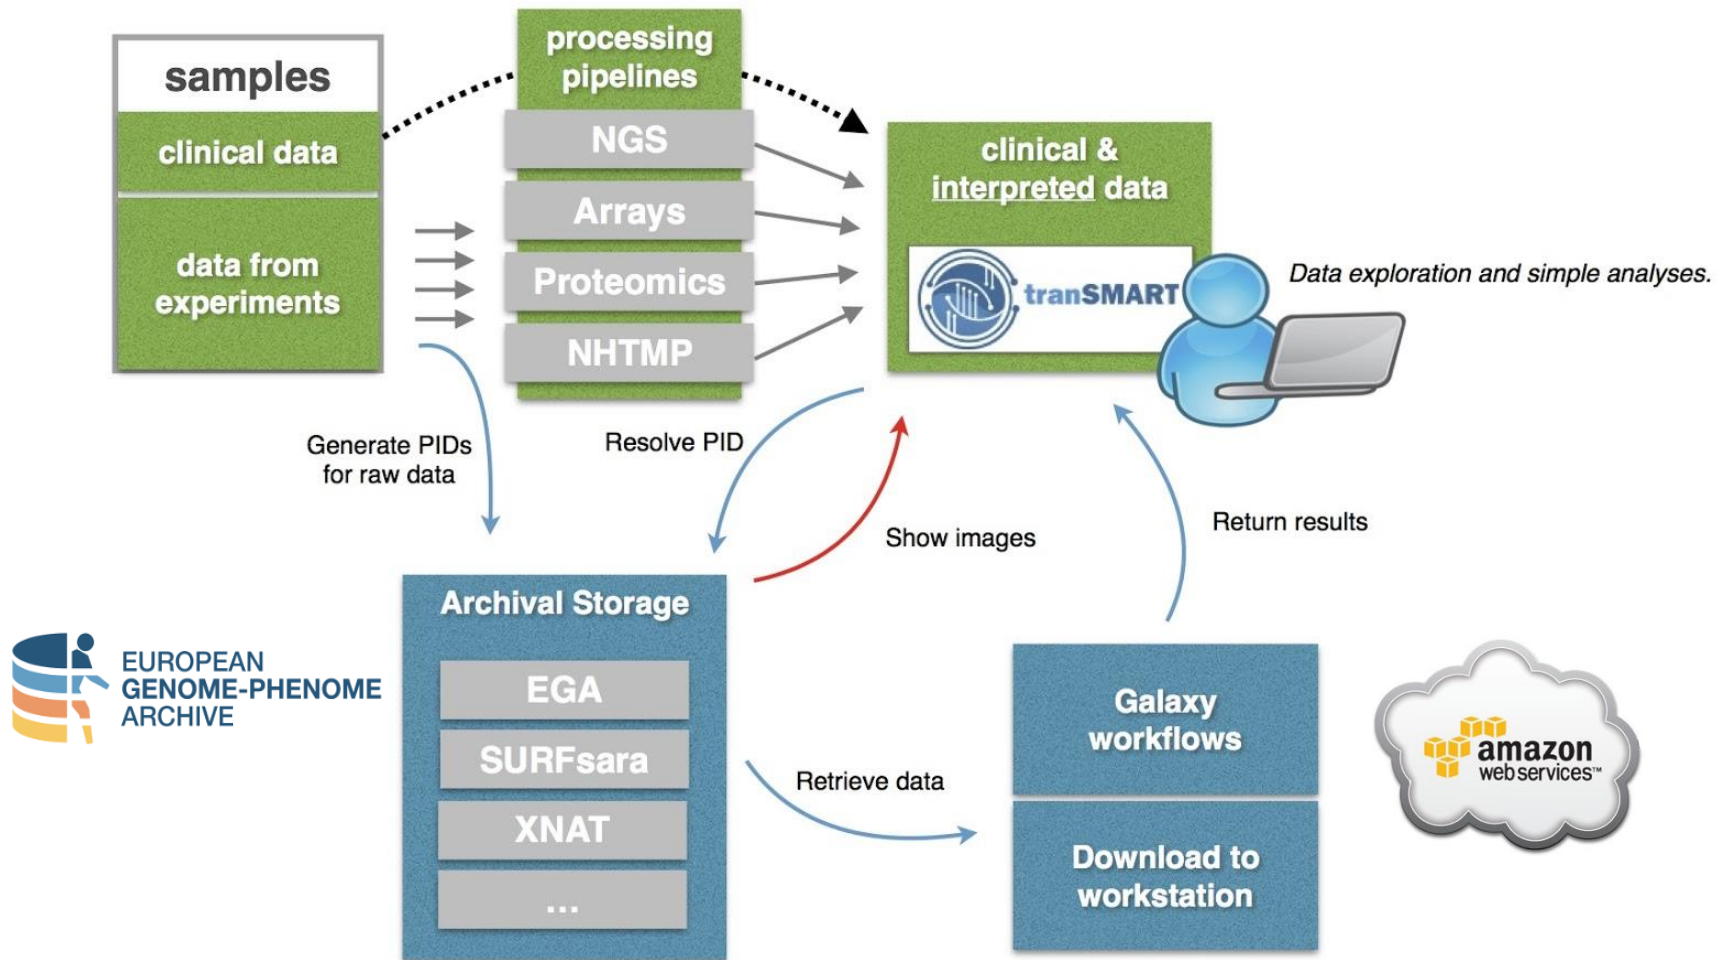 samples
clinical data
data from
experiments
processing
pipelines
NGS
Arrays
Proteomics
NHTMP
clinical &
interpreted data
tranSMART
Data exploration and simple analyses.
Generate PIDs
for raw data
Resolve PID
Show images
Return results
Archival Storage
EGA
SURFsara
XNAT
...
EUROPEAN
GENOME-PHENOME
ARCHIVE
Retrieve data
Galaxy
workflows
Download to
workstation
amazon
web services™